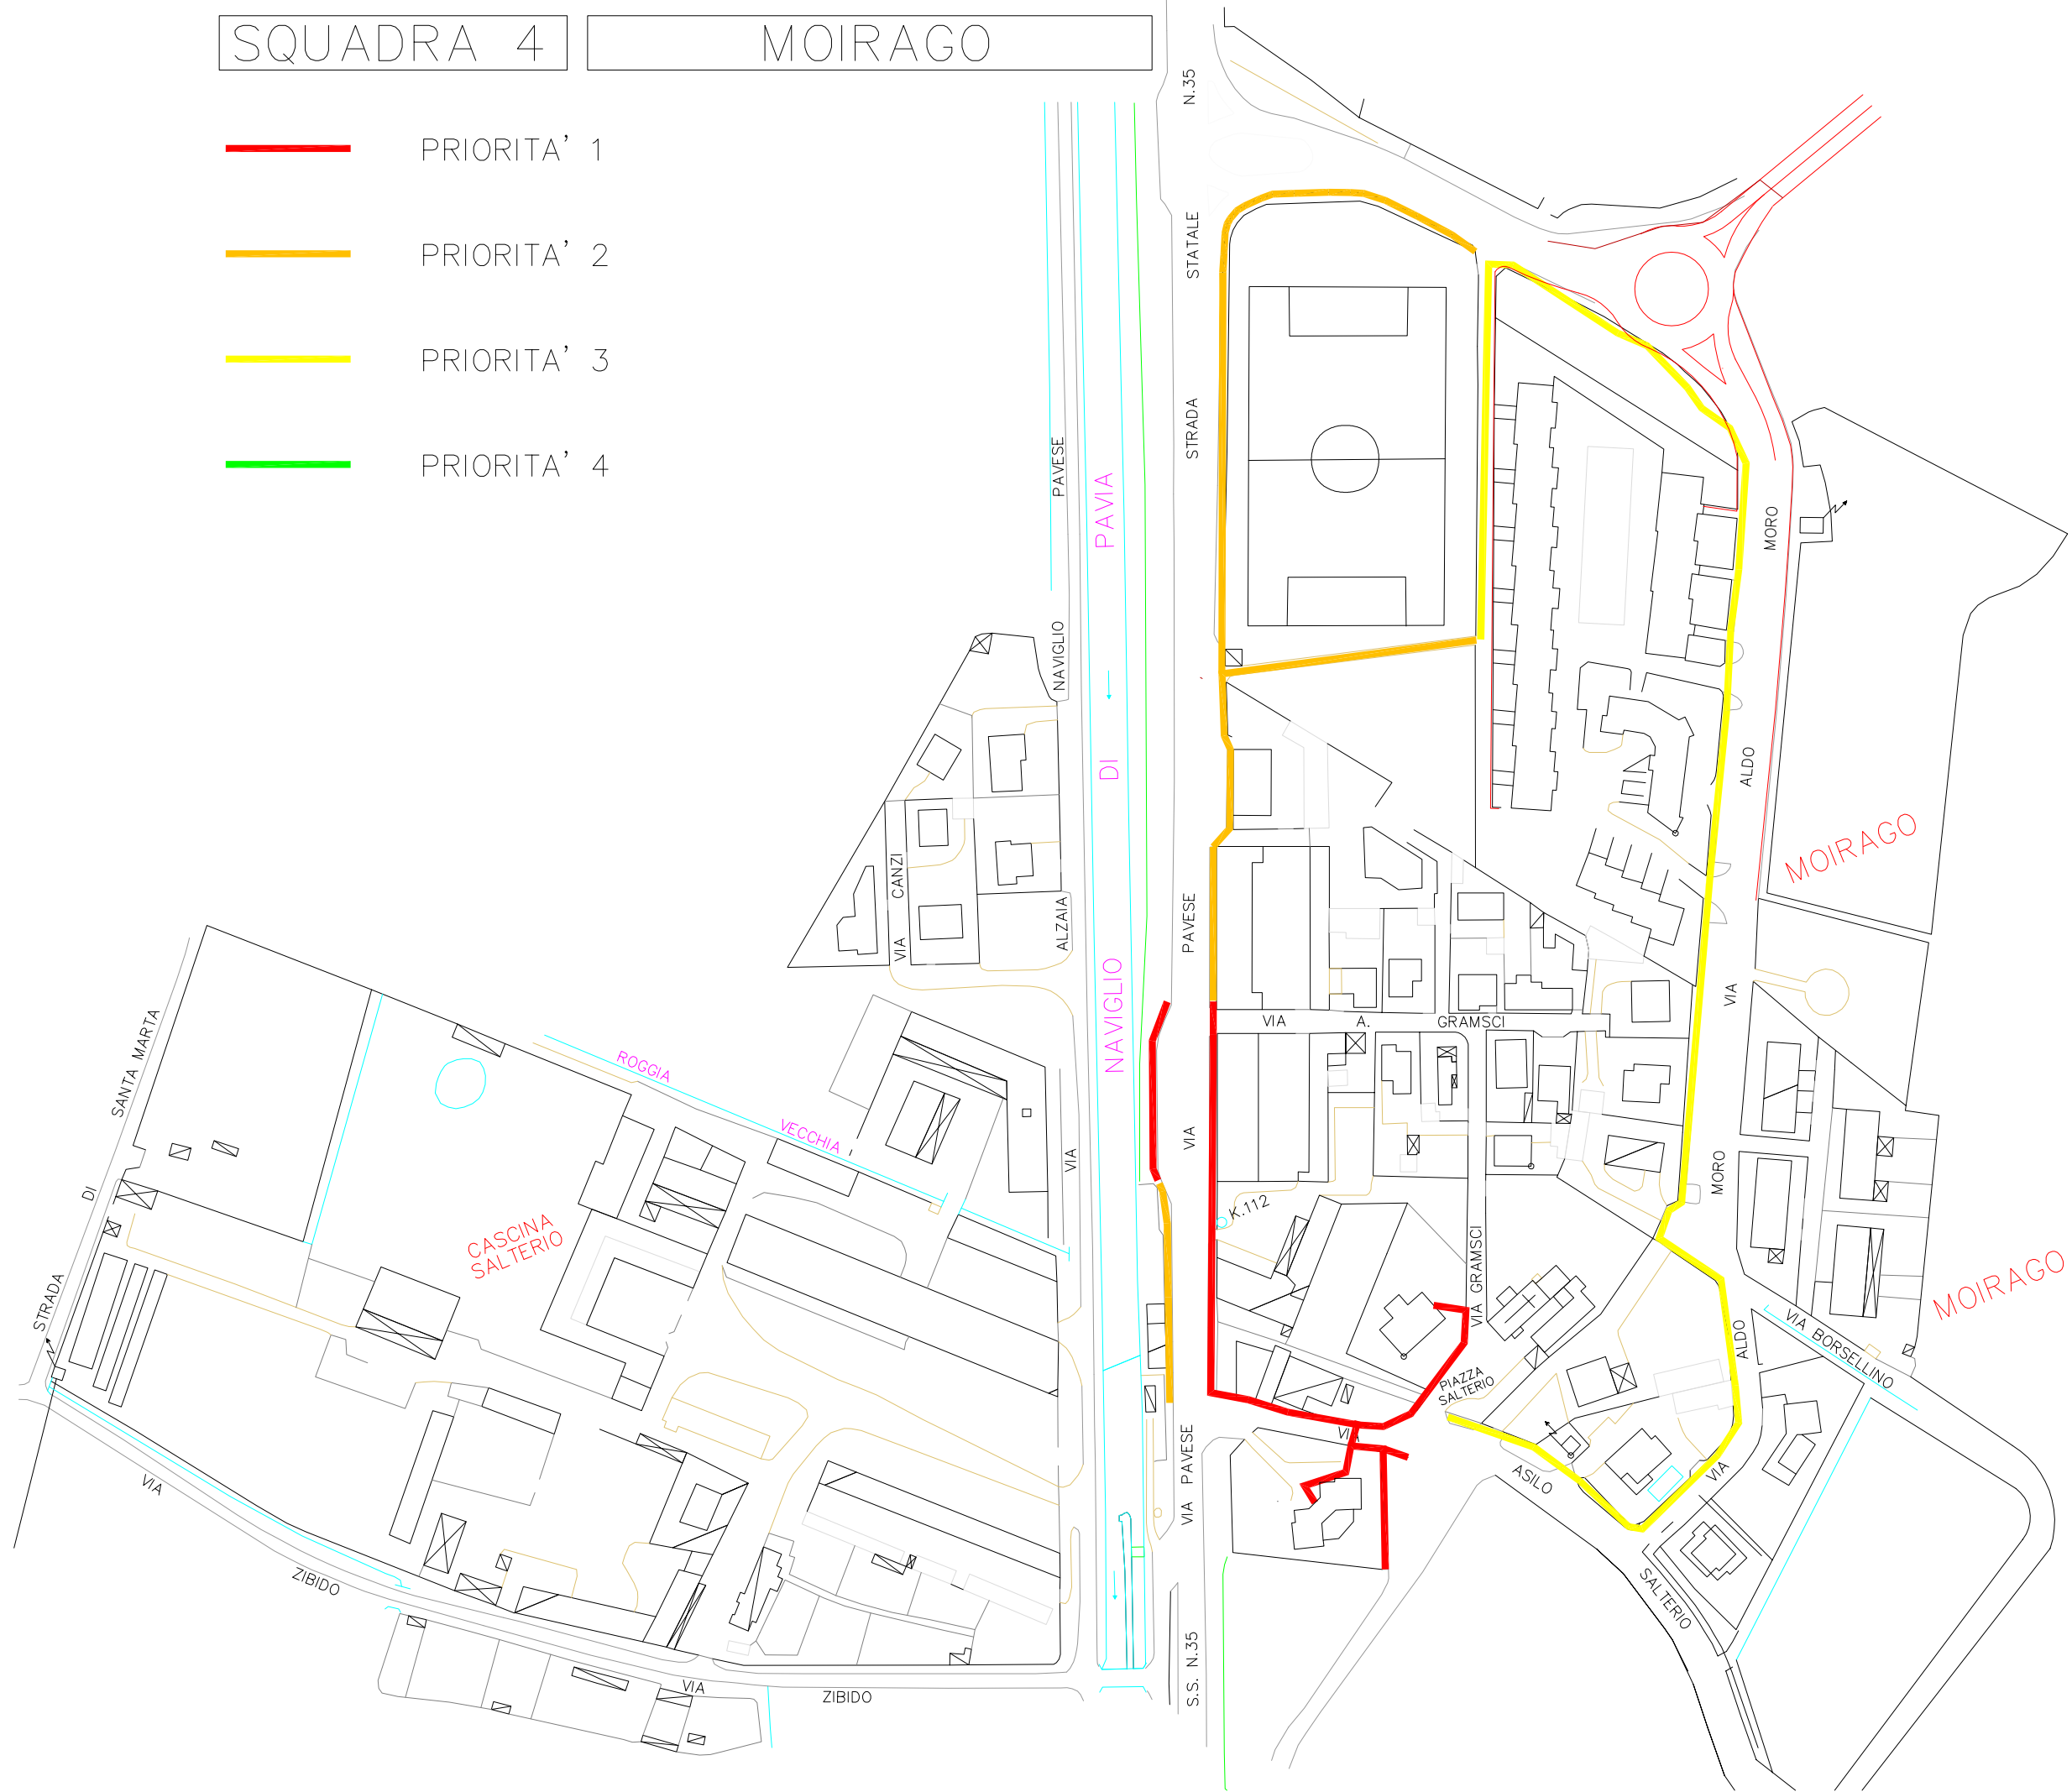 SQUADRA 4
MOIRAGO
PRIORITA' 1
PRIORITA' 2
PRIORITA' 3
PRIORITA' 4
N.35
STATALE
STRADA
PAVESE
NAVIGLIO
ALZAIA
VIA
PAVIA
DI
NAVIGLIO
VIA CANZI
PAVESE
VIA
VIA PAVESE
S.S. N.35
MORO
ALDO
VIA
MORO
ALDO
VIA
MOIRAGO
MOIRAGO
VIA A. GRAMSCI
VIA GRAMSCI
K.112
PIAZZA
SALTERIO
VIA
ASILO
SALTERIO
VIA BORSELLINO
SANTA MARTA
DI
STRADA
ROGGIA
VECCHIA
CASCINA
SALTERIO
VIA
ZIBIDO
VIA
ZIBIDO